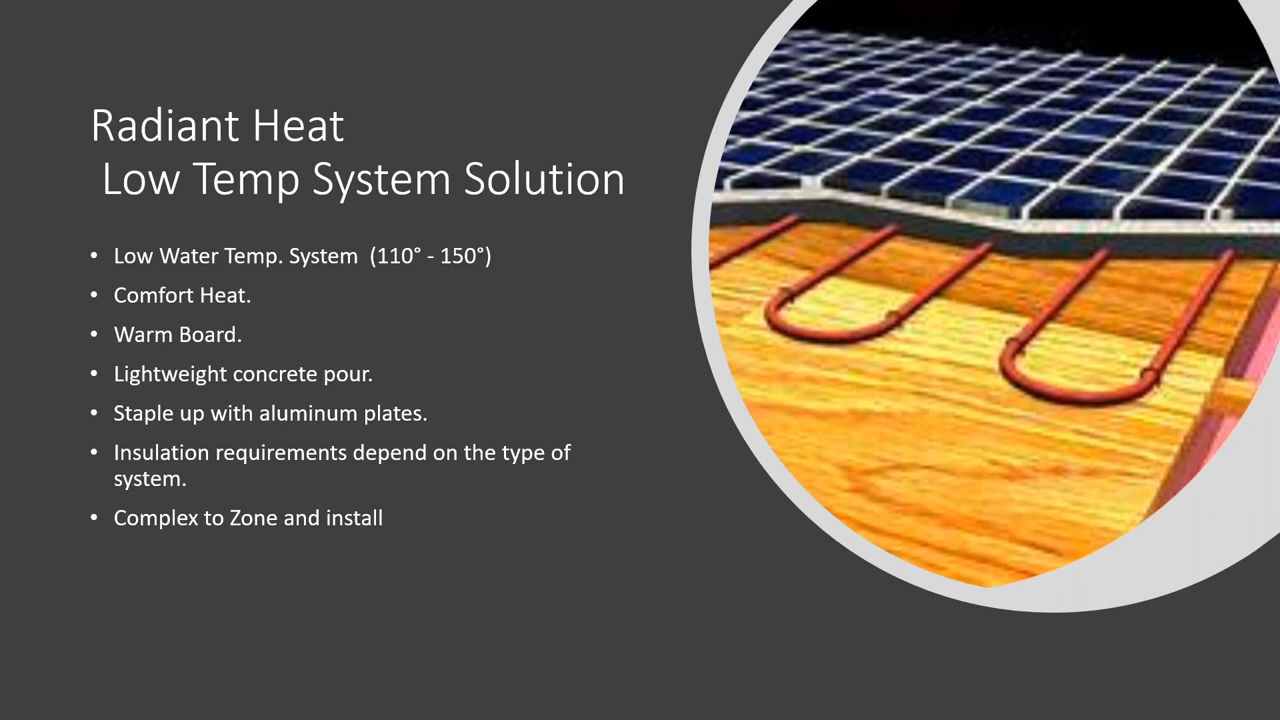 Radiant Heat
Low Temp System Solution
• Low Water Temp. System (110° - 150°)
• Comfort Heat.
• Warm Board.
• Lightweight concrete pour.
• Staple up with aluminum plates.
• Insulation requirements depend on the type of
system.
• Complex to Zone and install